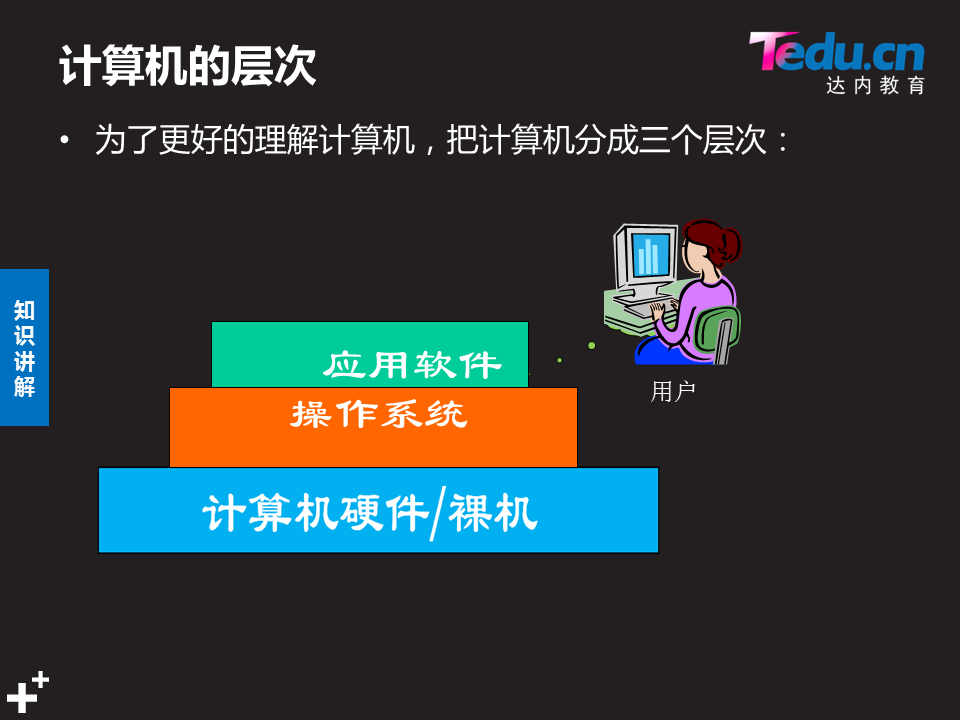 计算机的层次
Tedu.cn
达内教育
• 为了更好的理解计算机，把计算机分成三个层次：
知识讲解
应用软件
用户
操作系统
计算机硬件/裸机